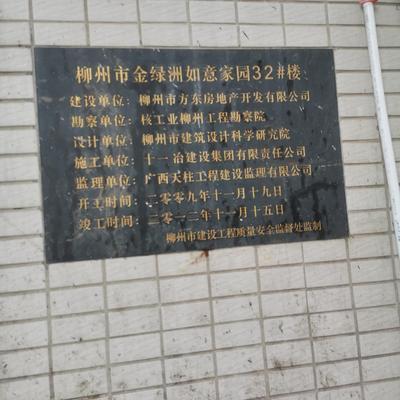 柳州市金绿洲如意家园32#楼
建设单位：柳州市方东房地产开发有限公司
勘察单位：核工业柳州工程勘察院
设计单位：柳州市建筑设计科学研究院
施工单位：十一冶建设集团有限责任公司
监理单位：广西天柱工程建设监理有限公司
开工时间：二零零九年十一月十九日
竣工时间：二零一二年十一月十五日
柳州市建设工程质量安全监督处监制